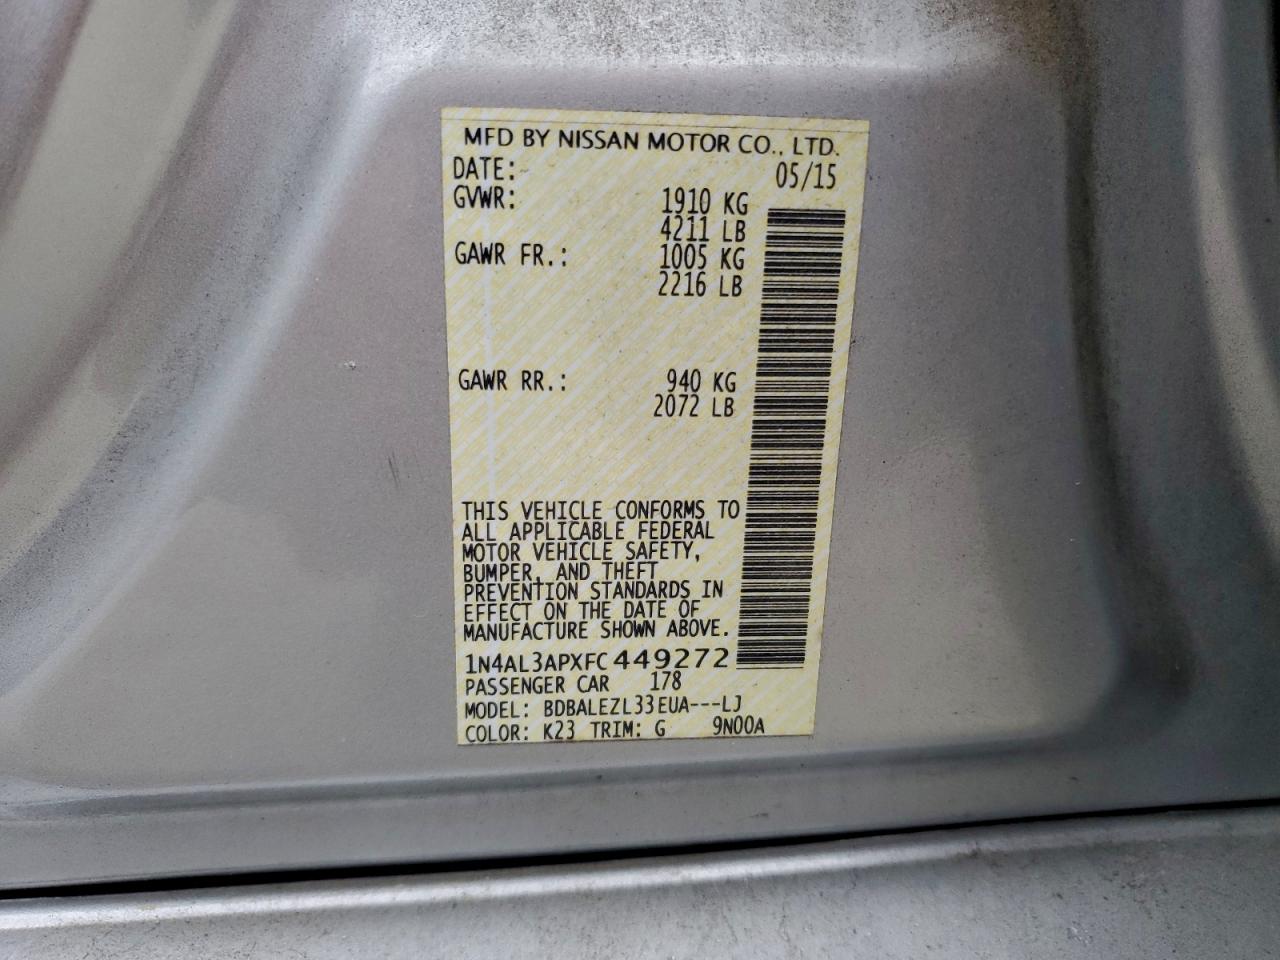 MFD BY NISSAN MOTOR CO., LTD.
DATE: 05/15
GVWR: 1910 KG
4211 LB
GAWR FR.: 1005 KG
2216 LB
GAWR RR.: 940 KG
2072 LB
THIS VEHICLE CONFORMS TO
ALL APPLICABLE FEDERAL
MOTOR VEHICLE SAFETY,
BUMPER, AND THEFT
PREVENTION STANDARDS IN
EFFECT ON THE DATE OF
MANUFACTURE SHOWN ABOVE.
1N4AL3APXFC449272
PASSENGER CAR 178
MODEL: BDBALEZL33EUA---LJ
COLOR: K23 TRIM: G 9N00A